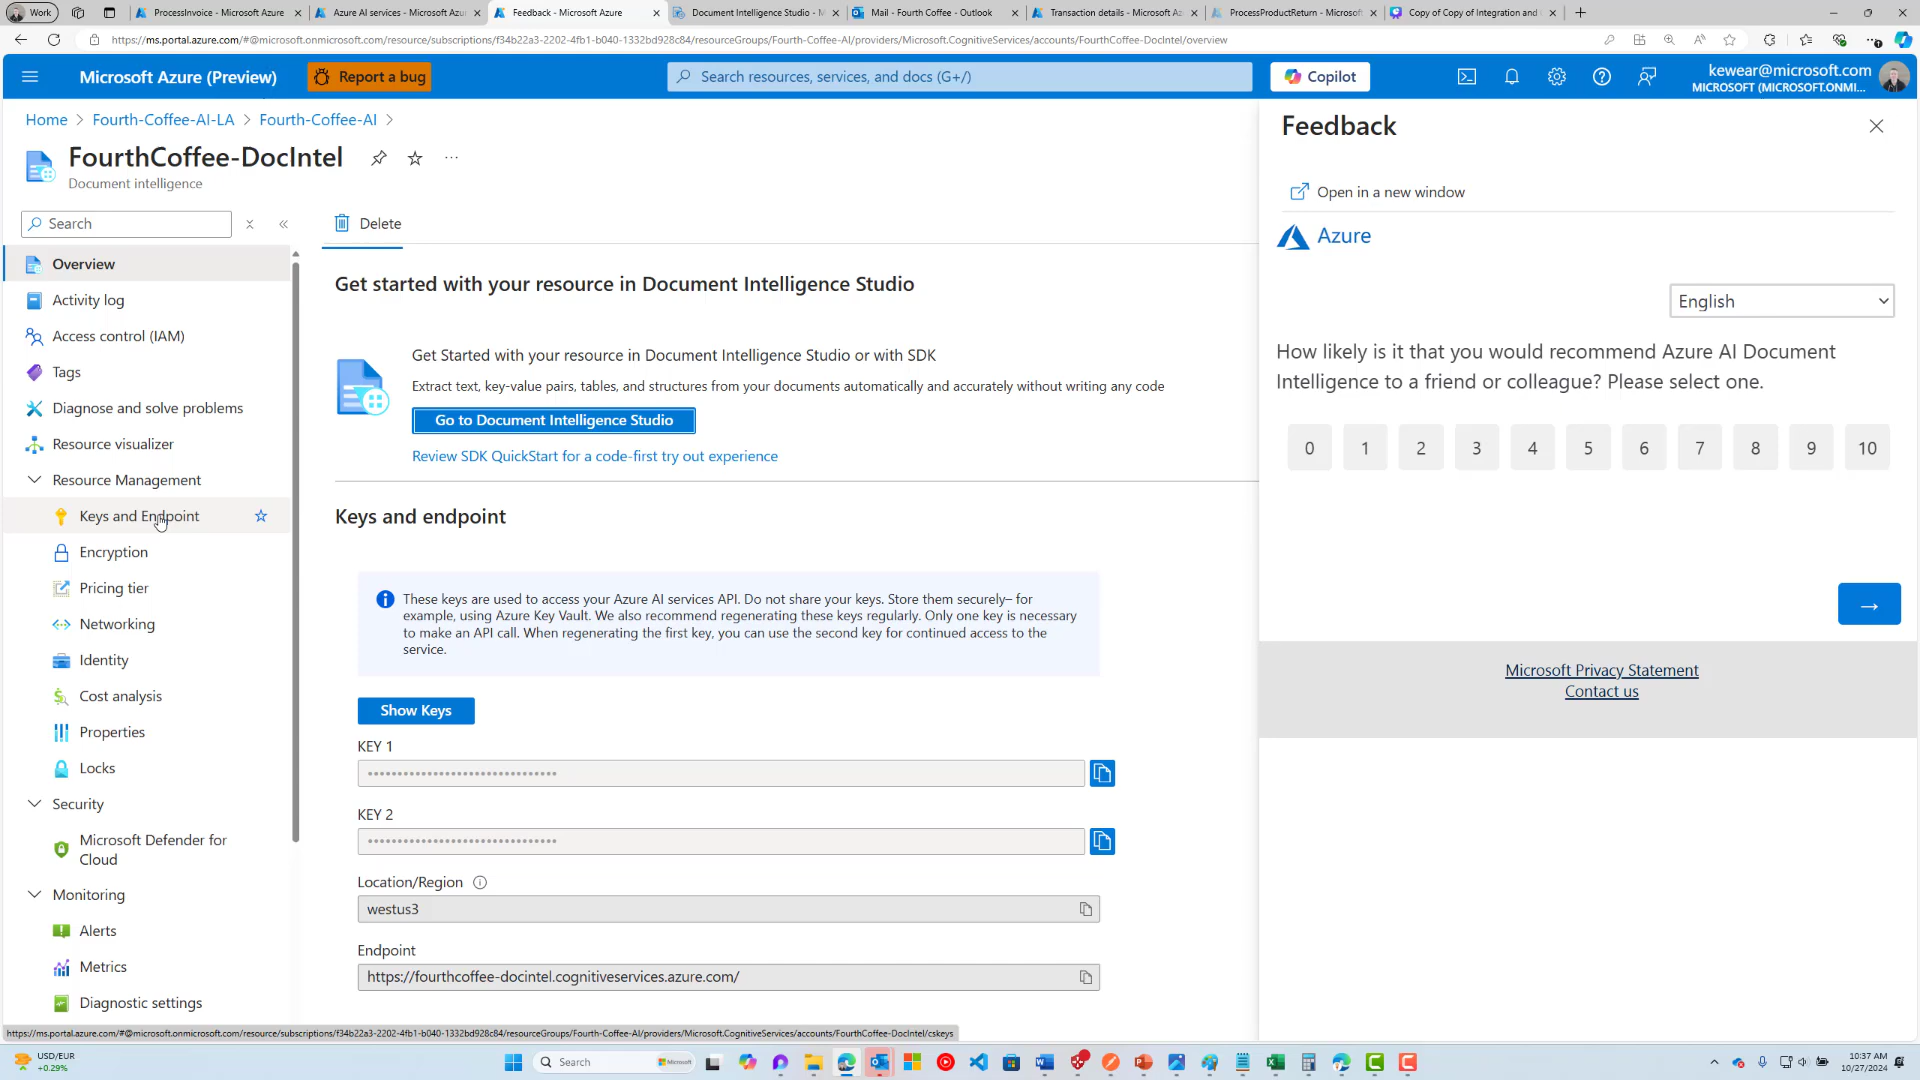 Work
ProcessInvoice - Microsoft Azure
Azure AI services - Microsoft Azu
Feedback - Microsoft Azure
Document Intelligence Studio - M
Mail - Fourth Coffee - Outlook
Transaction details - Microsoft Az
ProcessProductReturn - Microsoft
Copy of Copy of Integration and
https://ms.portal.azure.com/#@microsoft.onmicrosoft.com/resource/subscriptions/f34b22a3-2202-4fb1-b040-1332bd928c84/resourceGroups/Fourth-Coffee-AI/providers/Microsoft.CognitiveServices/accounts/FourthCoffee-DocIntel/overview
Microsoft Azure (Preview)
Report a bug
Search resources, services, and docs (G+/)
Copilot
kewear@microsoft.com
MICROSOFT (MICROSOFT.ONMI...
Home > Fourth-Coffee-AI-LA > Fourth-Coffee-AI >
FourthCoffee-DocIntel
Document intelligence
Search
Overview
Activity log
Access control (IAM)
Tags
Diagnose and solve problems
Resource visualizer
Resource Management
Keys and Endpoint
Encryption
Pricing tier
Networking
Identity
Cost analysis
Properties
Locks
Security
Microsoft Defender for
Cloud
Monitoring
Alerts
Metrics
Diagnostic settings
Delete
Get started with your resource in Document Intelligence Studio
Get Started with your resource in Document Intelligence Studio or with SDK
Extract text, key-value pairs, tables, and structures from your documents automatically and accurately without writing any code
Go to Document Intelligence Studio
Review SDK QuickStart for a code-first try out experience
Keys and endpoint
These keys are used to access your Azure AI services API. Do not share your keys. Store them securely– for
example, using Azure Key Vault. We also recommend regenerating these keys regularly. Only one key is necessary
to make an API call. When regenerating the first key, you can use the second key for continued access to the
service.
Show Keys
KEY 1
KEY 2
Location/Region
westus3
Endpoint
https://fourthcoffee-docintel.cognitiveservices.azure.com/
Feedback
Open in a new window
Azure
English
How likely is it that you would recommend Azure AI Document
Intelligence to a friend or colleague? Please select one.
0 1 2 3 4 5 6 7 8 9 10
→
Microsoft Privacy Statement
Contact us
https://ms.portal.azure.com/#@microsoft.onmicrosoft.com/resource/subscriptions/f34b22a3-2202-4fb1-b040-1332bd928c84/resourceGroups/Fourth-Coffee-AI/providers/Microsoft.CognitiveServices/accounts/FourthCoffee-DocIntel/cskeys
USD/EUR
+0.29%
Search
Microsoft
10:37 AM
10/27/2024